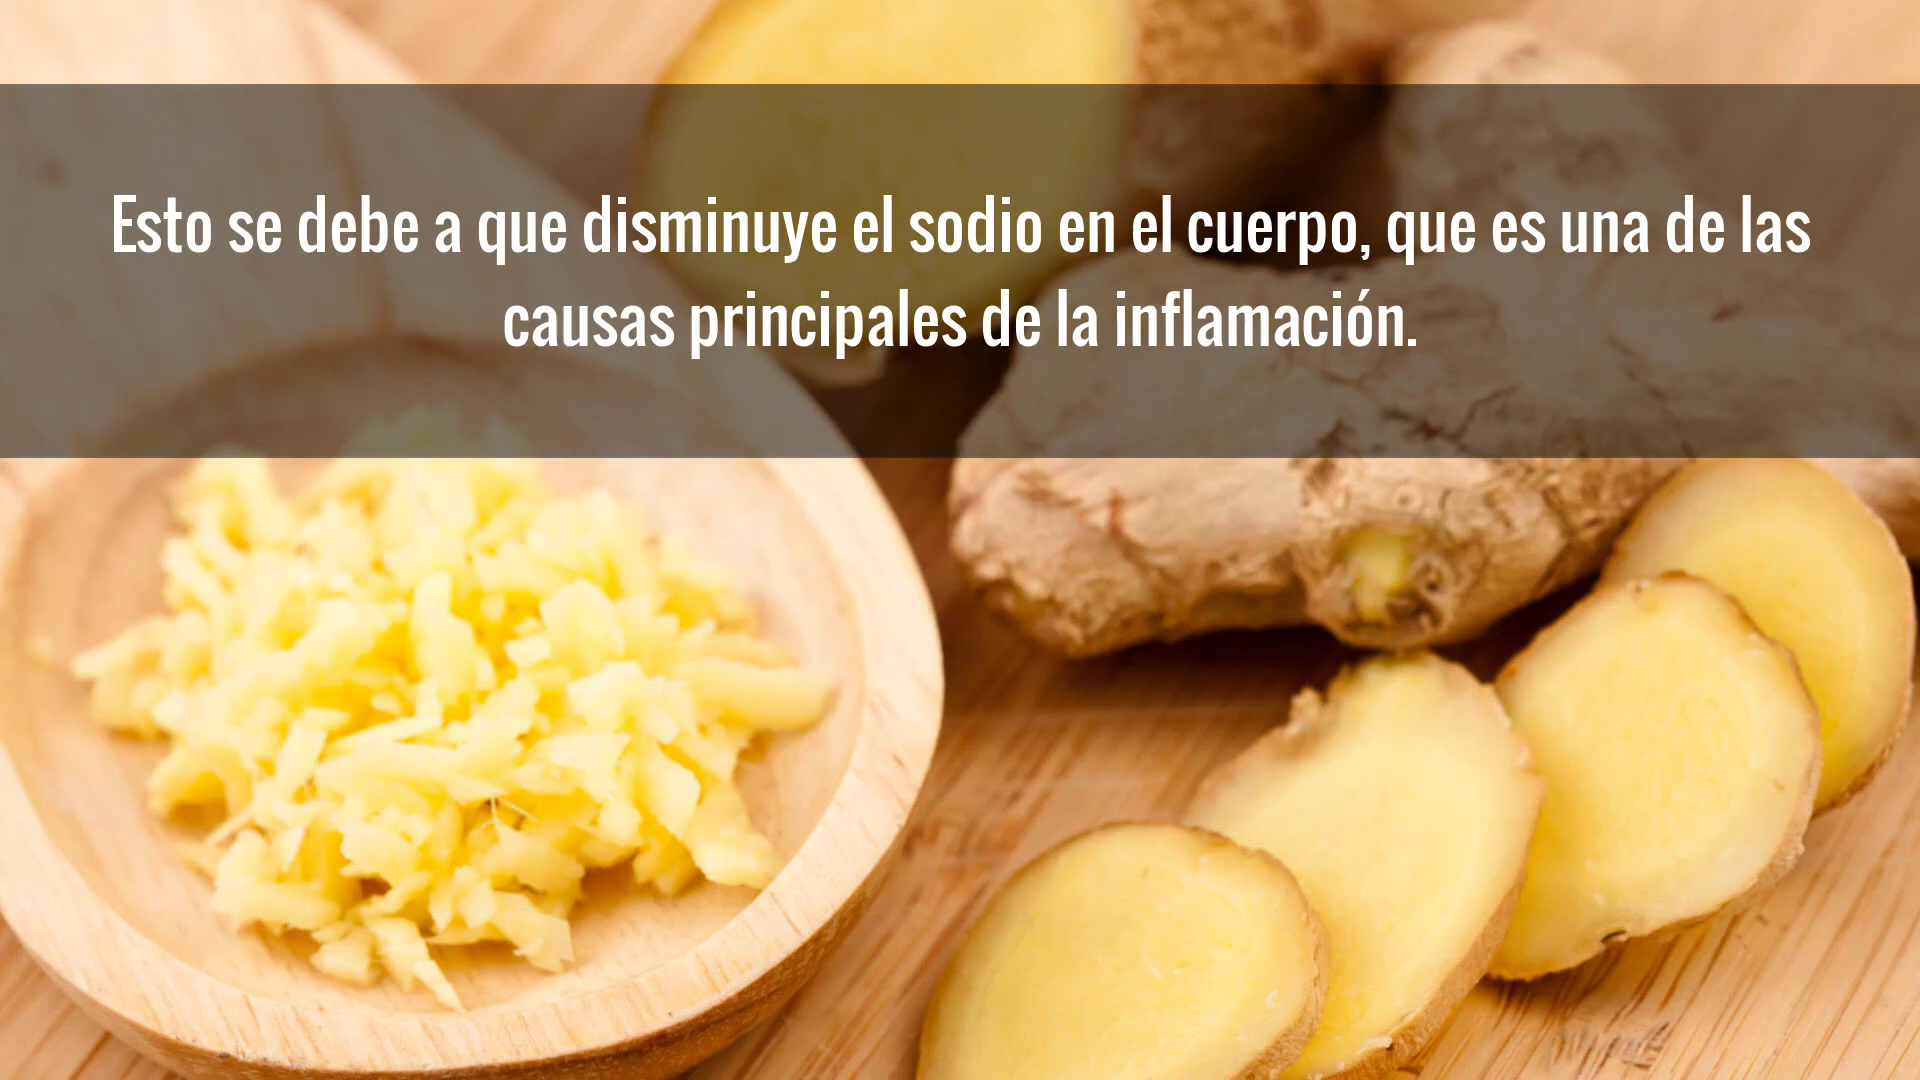 Esto se debe a que disminuye el sodio en el cuerpo, que es una de las
causas principales de la inflamación.